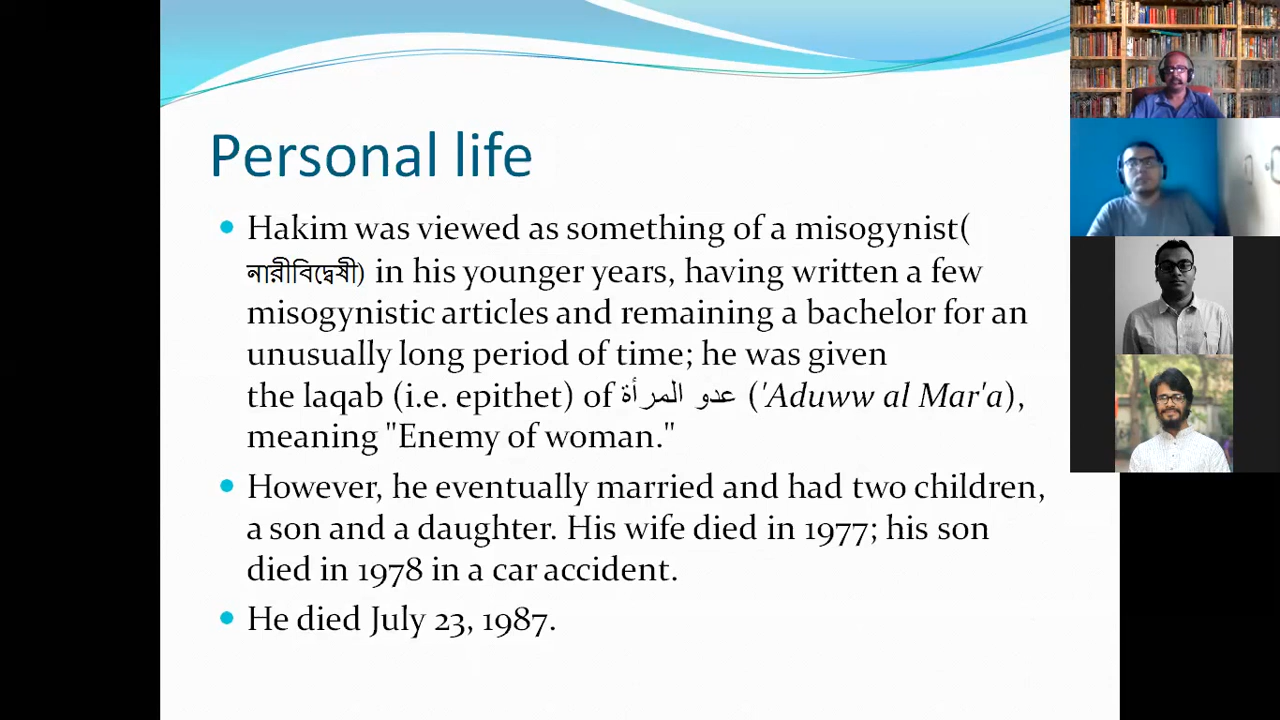 Personal life
• Hakim was viewed as something of a misogynist(
নারীবিদ্বেষী) in his younger years, having written a few
misogynistic articles and remaining a bachelor for an
unusually long period of time; he was given
the laqab (i.e. epithet) of عدو المرأة ('Aduww al Mar'a),
meaning "Enemy of woman."
• However, he eventually married and had two children,
a son and a daughter. His wife died in 1977; his son
died in 1978 in a car accident.
• He died July 23, 1987.